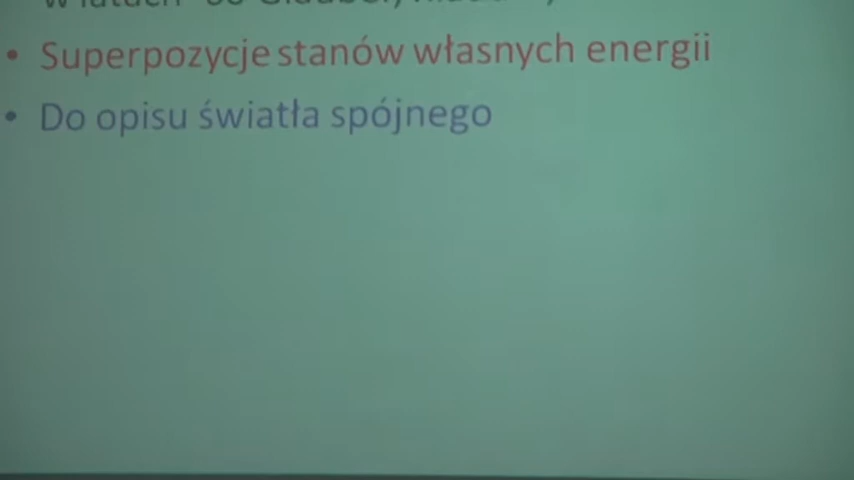 • Superpozycje stanów własnych energii
• Do opisu światła spójnego